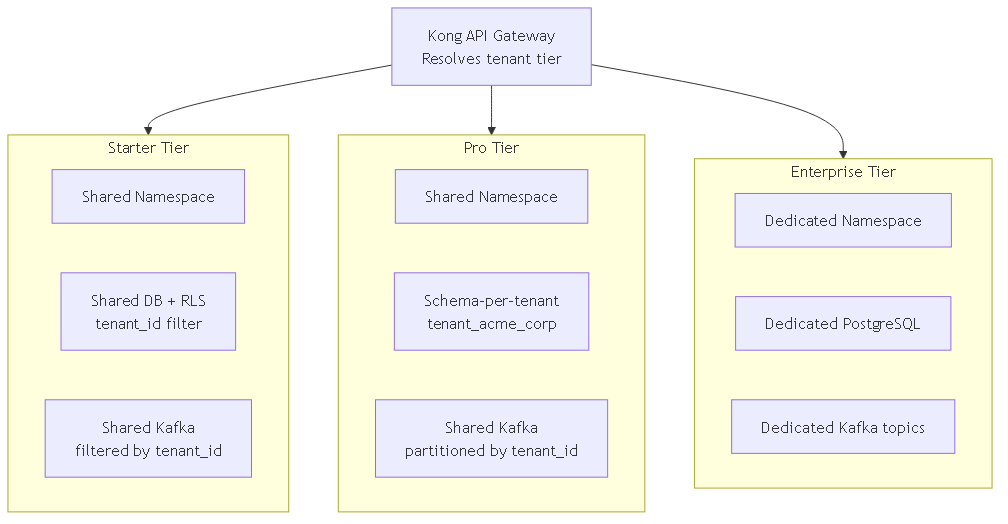 Kong API Gateway
Resolves tenant tier
Starter Tier
Shared Namespace
Shared DB + RLS
tenant_id filter
Shared Kafka
filtered by tenant_id
Pro Tier
Shared Namespace
Schema-per-tenant
tenant_acme_corp
Shared Kafka
partitioned by tenant_id
Enterprise Tier
Dedicated Namespace
Dedicated PostgreSQL
Dedicated Kafka topics